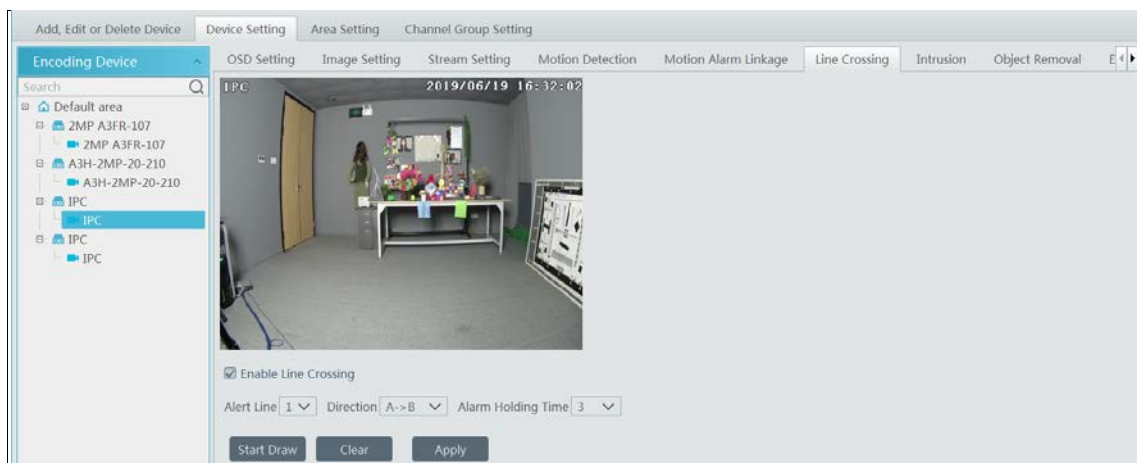 Add, Edit or Delete Device Device Setting Area Setting Channel Group Setting
Encoding Device OSD Setting Image Setting Stream Setting Motion Detection Motion Alarm Linkage Line Crossing Intrusion Object Removal E
Search
Default area
2MP A3FR-107
2MP A3FR-107
A3H-2MP-20-210
A3H-2MP-20-210
IPC
IPC
IPC
IPC
IPC 2019/06/19 16:32:02
Enable Line Crossing
Alert Line 1 Direction A->B Alarm Holding Time 3
Start Draw Clear Apply